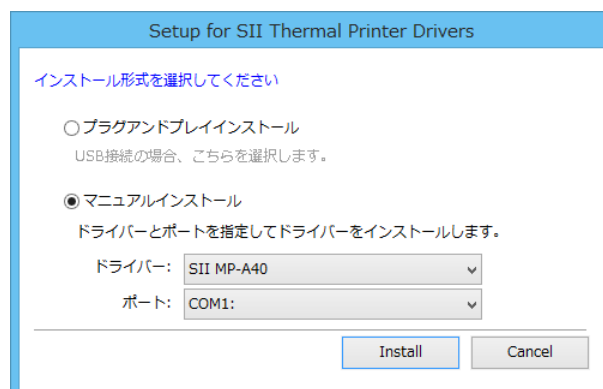 Setup for SII Thermal Printer Drivers
インストール形式を選択してください
プラグアンドプレイインストール
USB接続の場合、こちらを選択します。
マニュアルインストール
ドライバーとポートを指定してドライバーをインストールします。
ドライバー: SII MP-A40
ポート: COM1:
Install Cancel